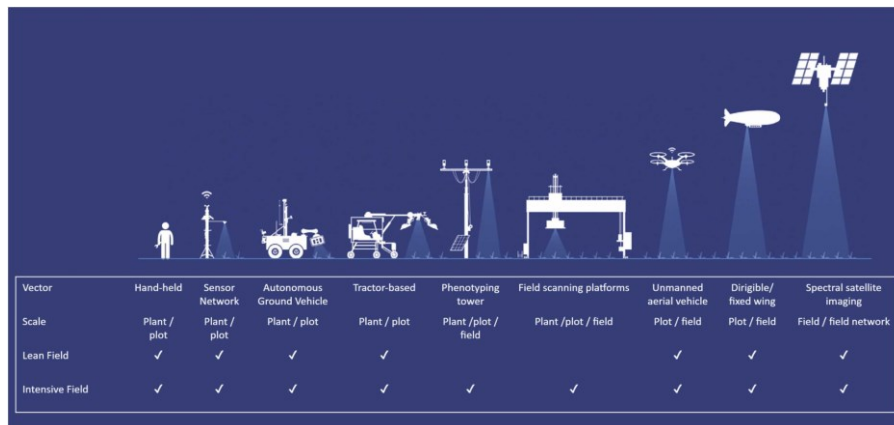 Vector Hand-held Sensor Network Autonomous Ground Vehicle Tractor-based Phenotyping tower Field scanning platforms Unmanned aerial vehicle Dirigible/ fixed wing Spectral satellite imaging
Scale Plant / plot Plant / plot Plant / plot Plant / plot Plant /plot / field Plant /plot / field Plot / field Plot / field Field / field network
Lean Field ✓ ✓ ✓ ✓ ✓ ✓ ✓
Intensive Field ✓ ✓ ✓ ✓ ✓ ✓ ✓ ✓ ✓